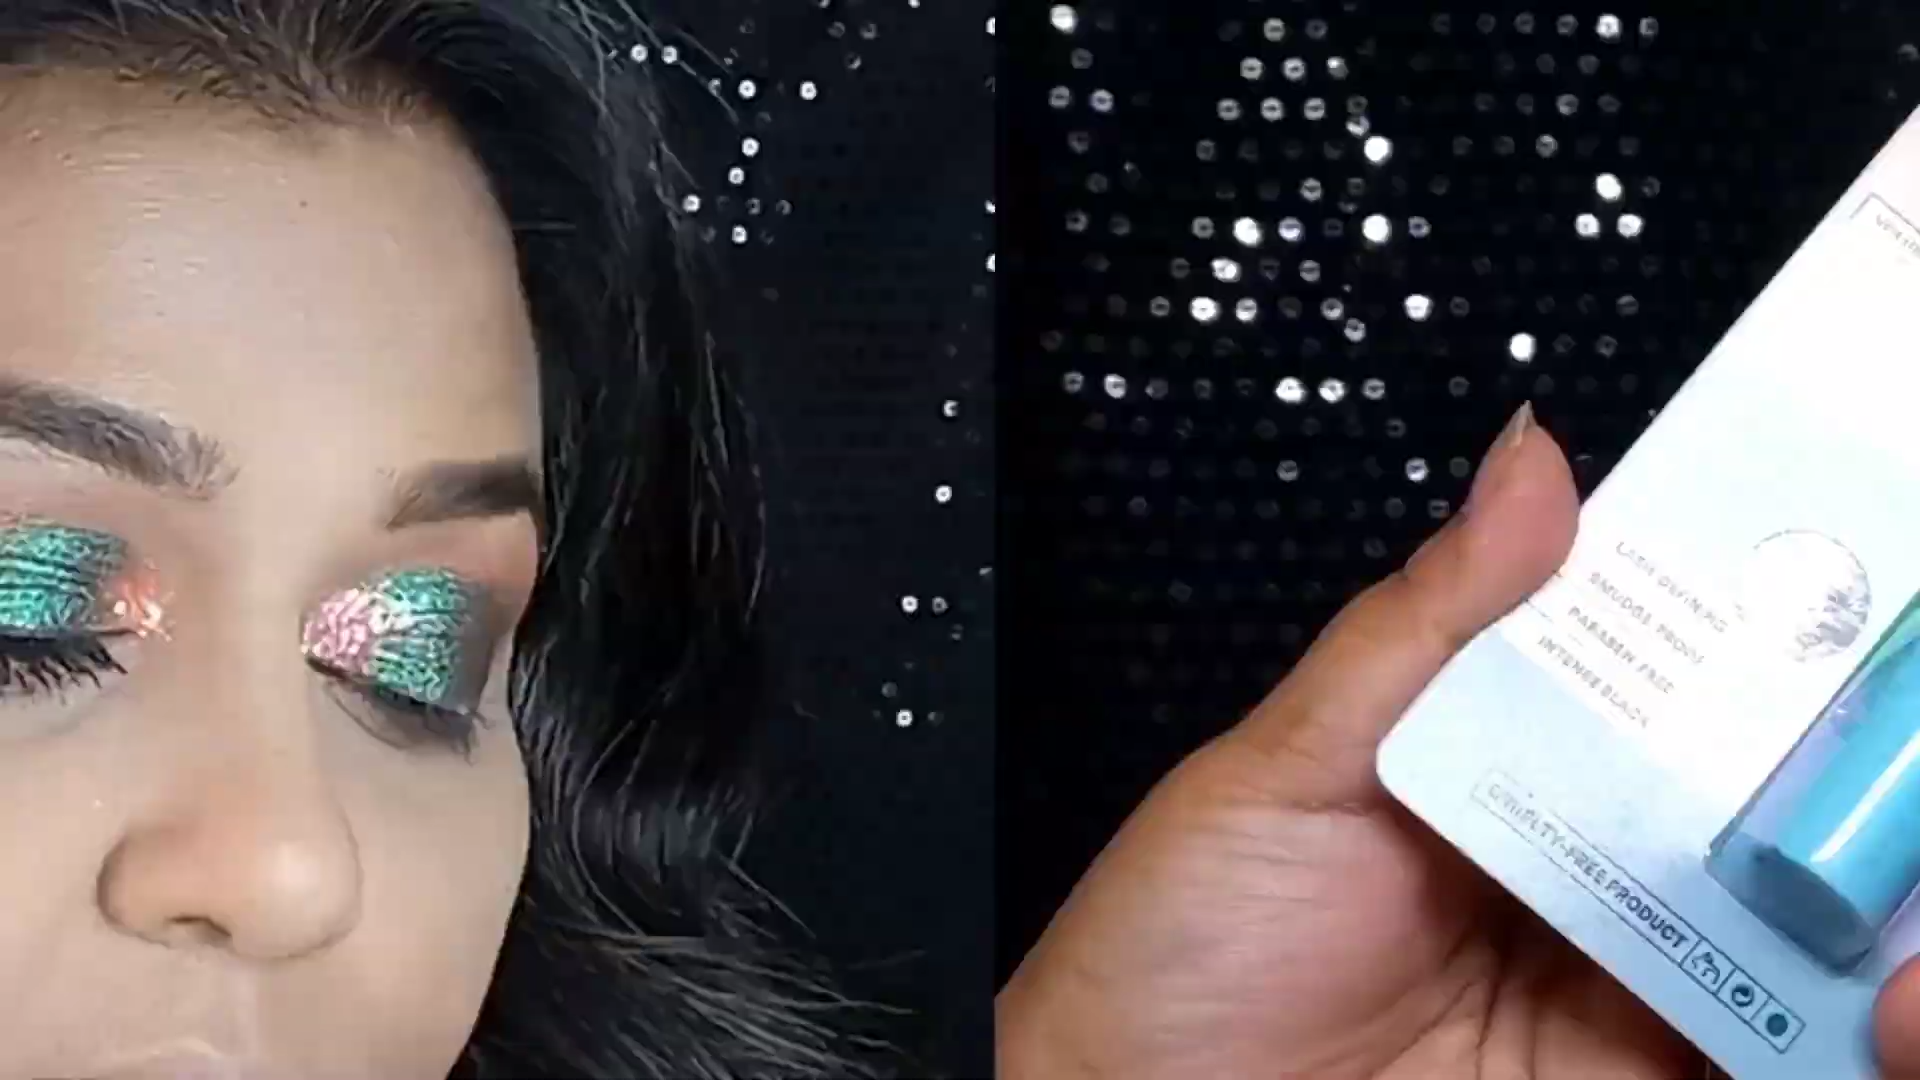 LASH DEFINING
SMUDGE PROOF
PARABEN FREE
INTENSE BLACK
CRUELTY-FREE PRODUCT